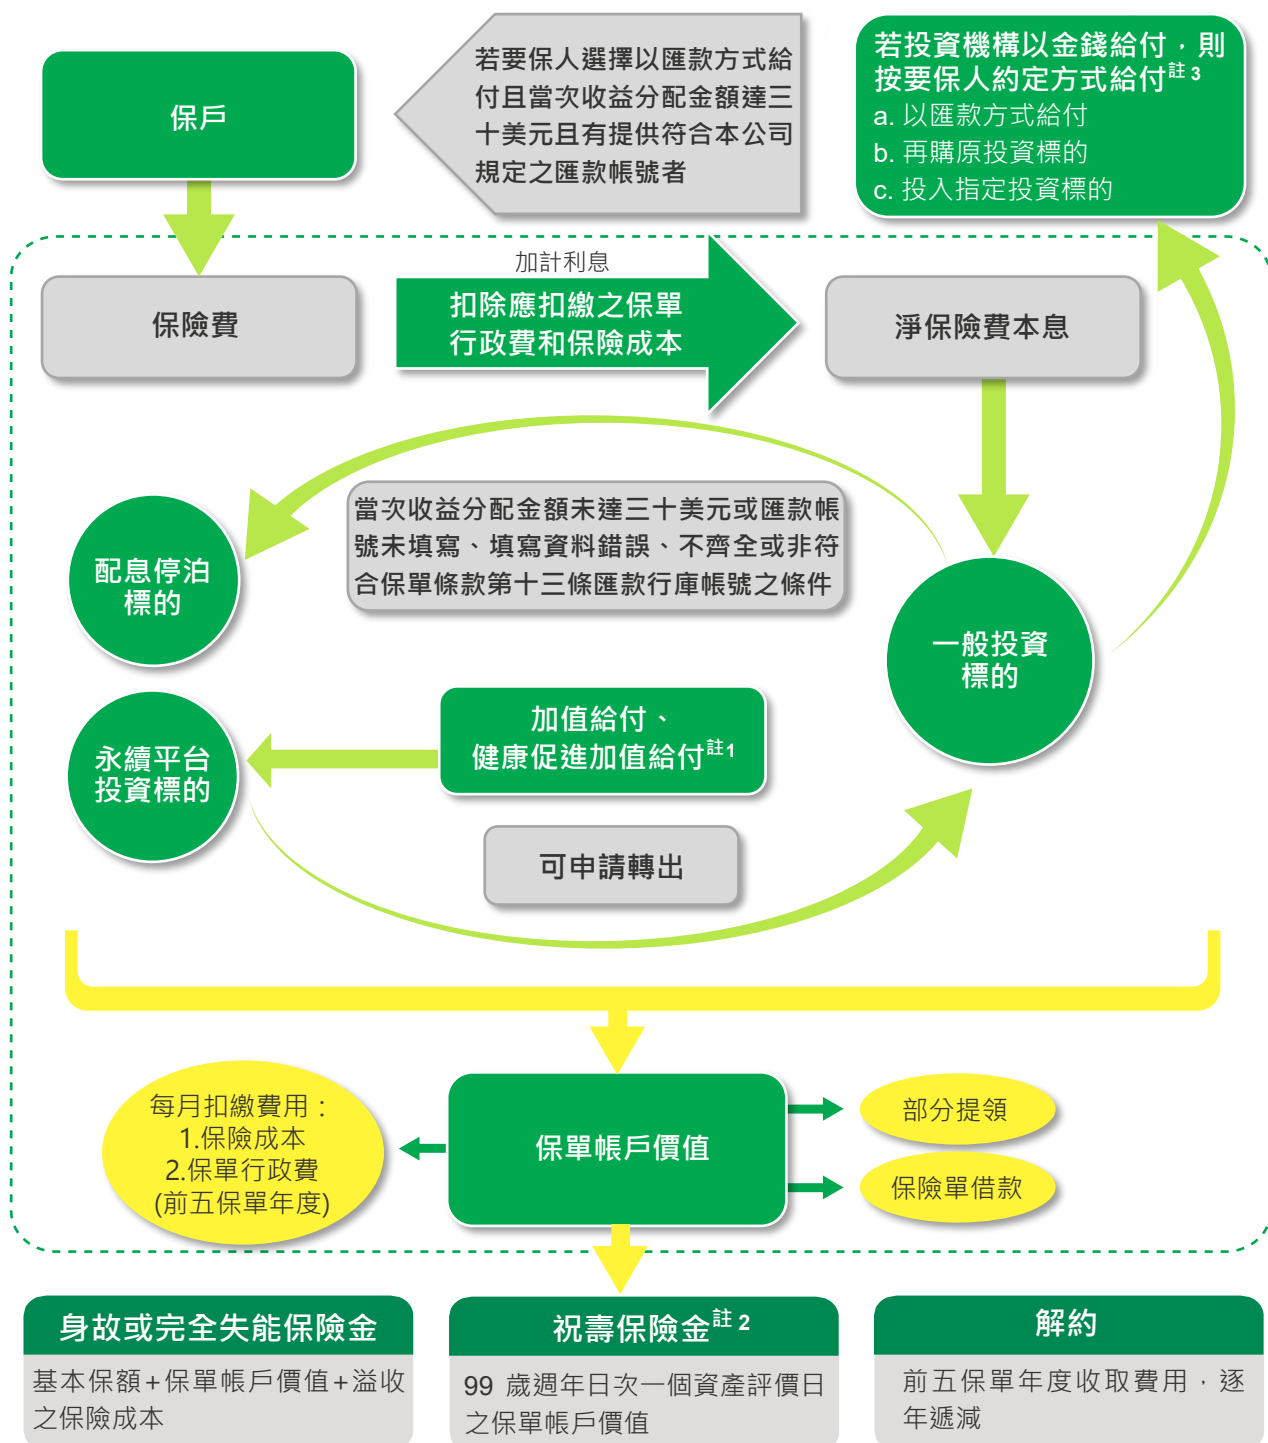 保戶
若要保人選擇以匯款方式給
付且當次收益分配金額達三
十美元且有提供符合本公司
規定之匯款帳號者
若投資機構以金錢給付，則
按要保人約定方式給付註3
a. 以匯款方式給付
b. 再購原投資標的
c. 投入指定投資標的
保險費
加計利息
扣除應扣繳之保單
行政費和保險成本
淨保險費本息
當次收益分配金額未達三十美元或匯款帳
號未填寫、填寫資料錯誤、不齊全或非符
合保單條款第十三條匯款行庫帳號之條件
配息停泊
標的
一般投資
標的
加值給付、
健康促進加值給付註1
永續平台
投資標的
可申請轉出
每月扣繳費用：
1.保險成本
2.保單行政費
(前五保單年度)
保單帳戶價值
部分提領
保險單借款
身故或完全失能保險金
基本保額+保單帳戶價值+溢收
之保險成本
祝壽保險金註2
99 歲週年日次一個資產評價日
之保單帳戶價值
解約
前五保單年度收取費用，逐
年遞減